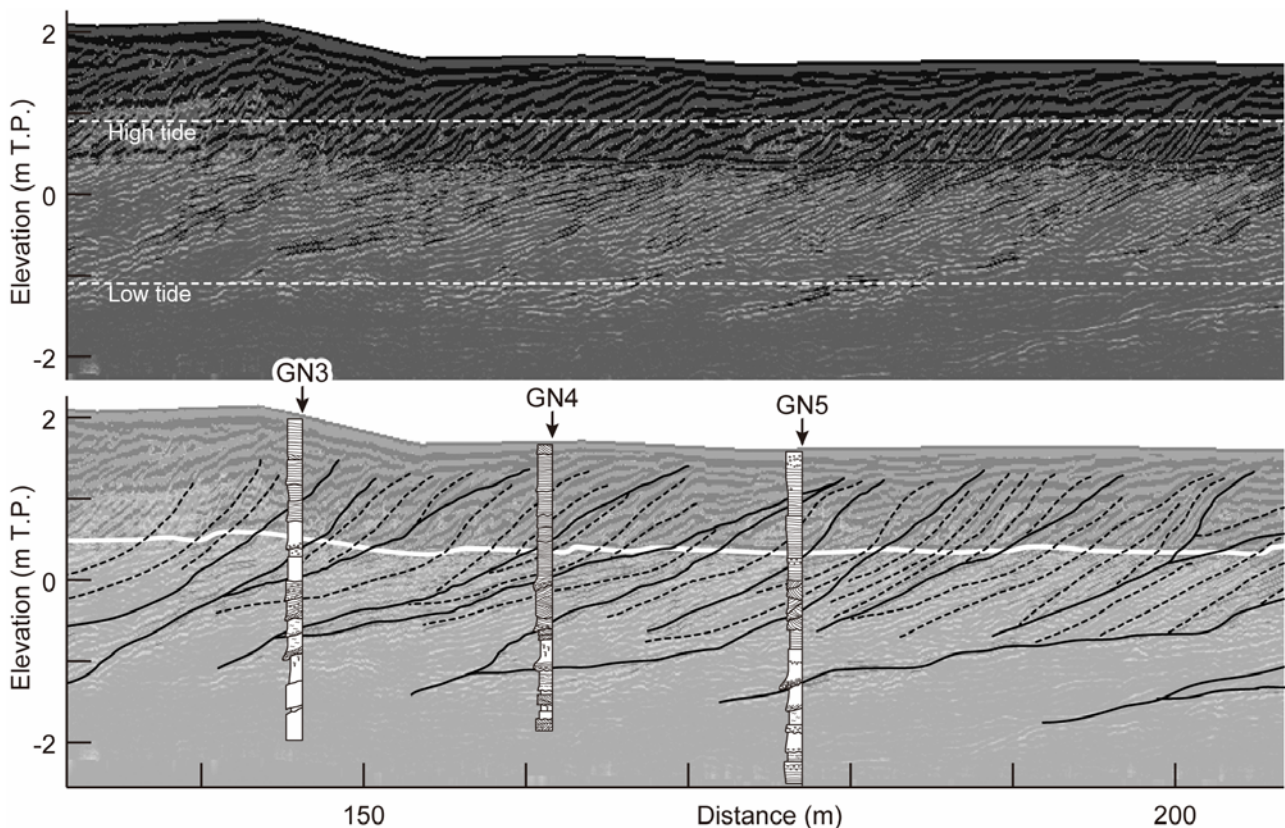 2
0
-2
Elevation (m T.P.)
High tide
Low tide
GN3
GN4
GN5
2
0
-2
Elevation (m T.P.)
150
Distance (m)
200